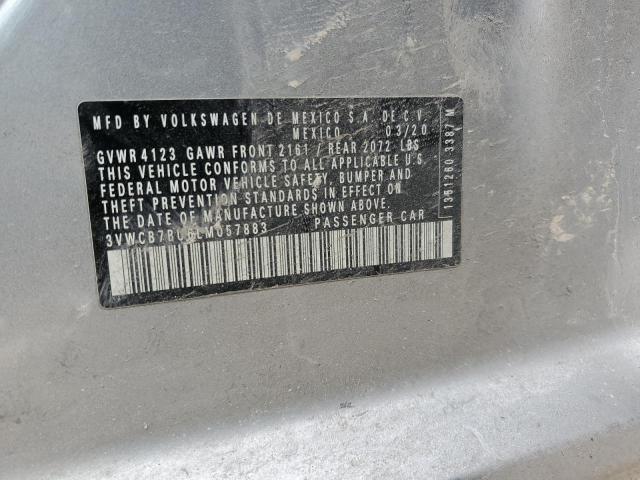 MFD BY VOLKSWAGEN DE MEXICO S.A. DE C.V.
MEXICO 03/20
GVWR 4123 GAWR FRONT 2161 / REAR 2072 LBS
THIS VEHICLE CONFORMS TO ALL APPLICABLE U.S.
FEDERAL MOTOR VEHICLE SAFETY, BUMPER, AND
THEFT PREVENTION STANDARDS IN EFFECT ON
THE DATE OF MANUFACTURE SHOWN ABOVE.
PASSENGER CAR
1351260 3387 M